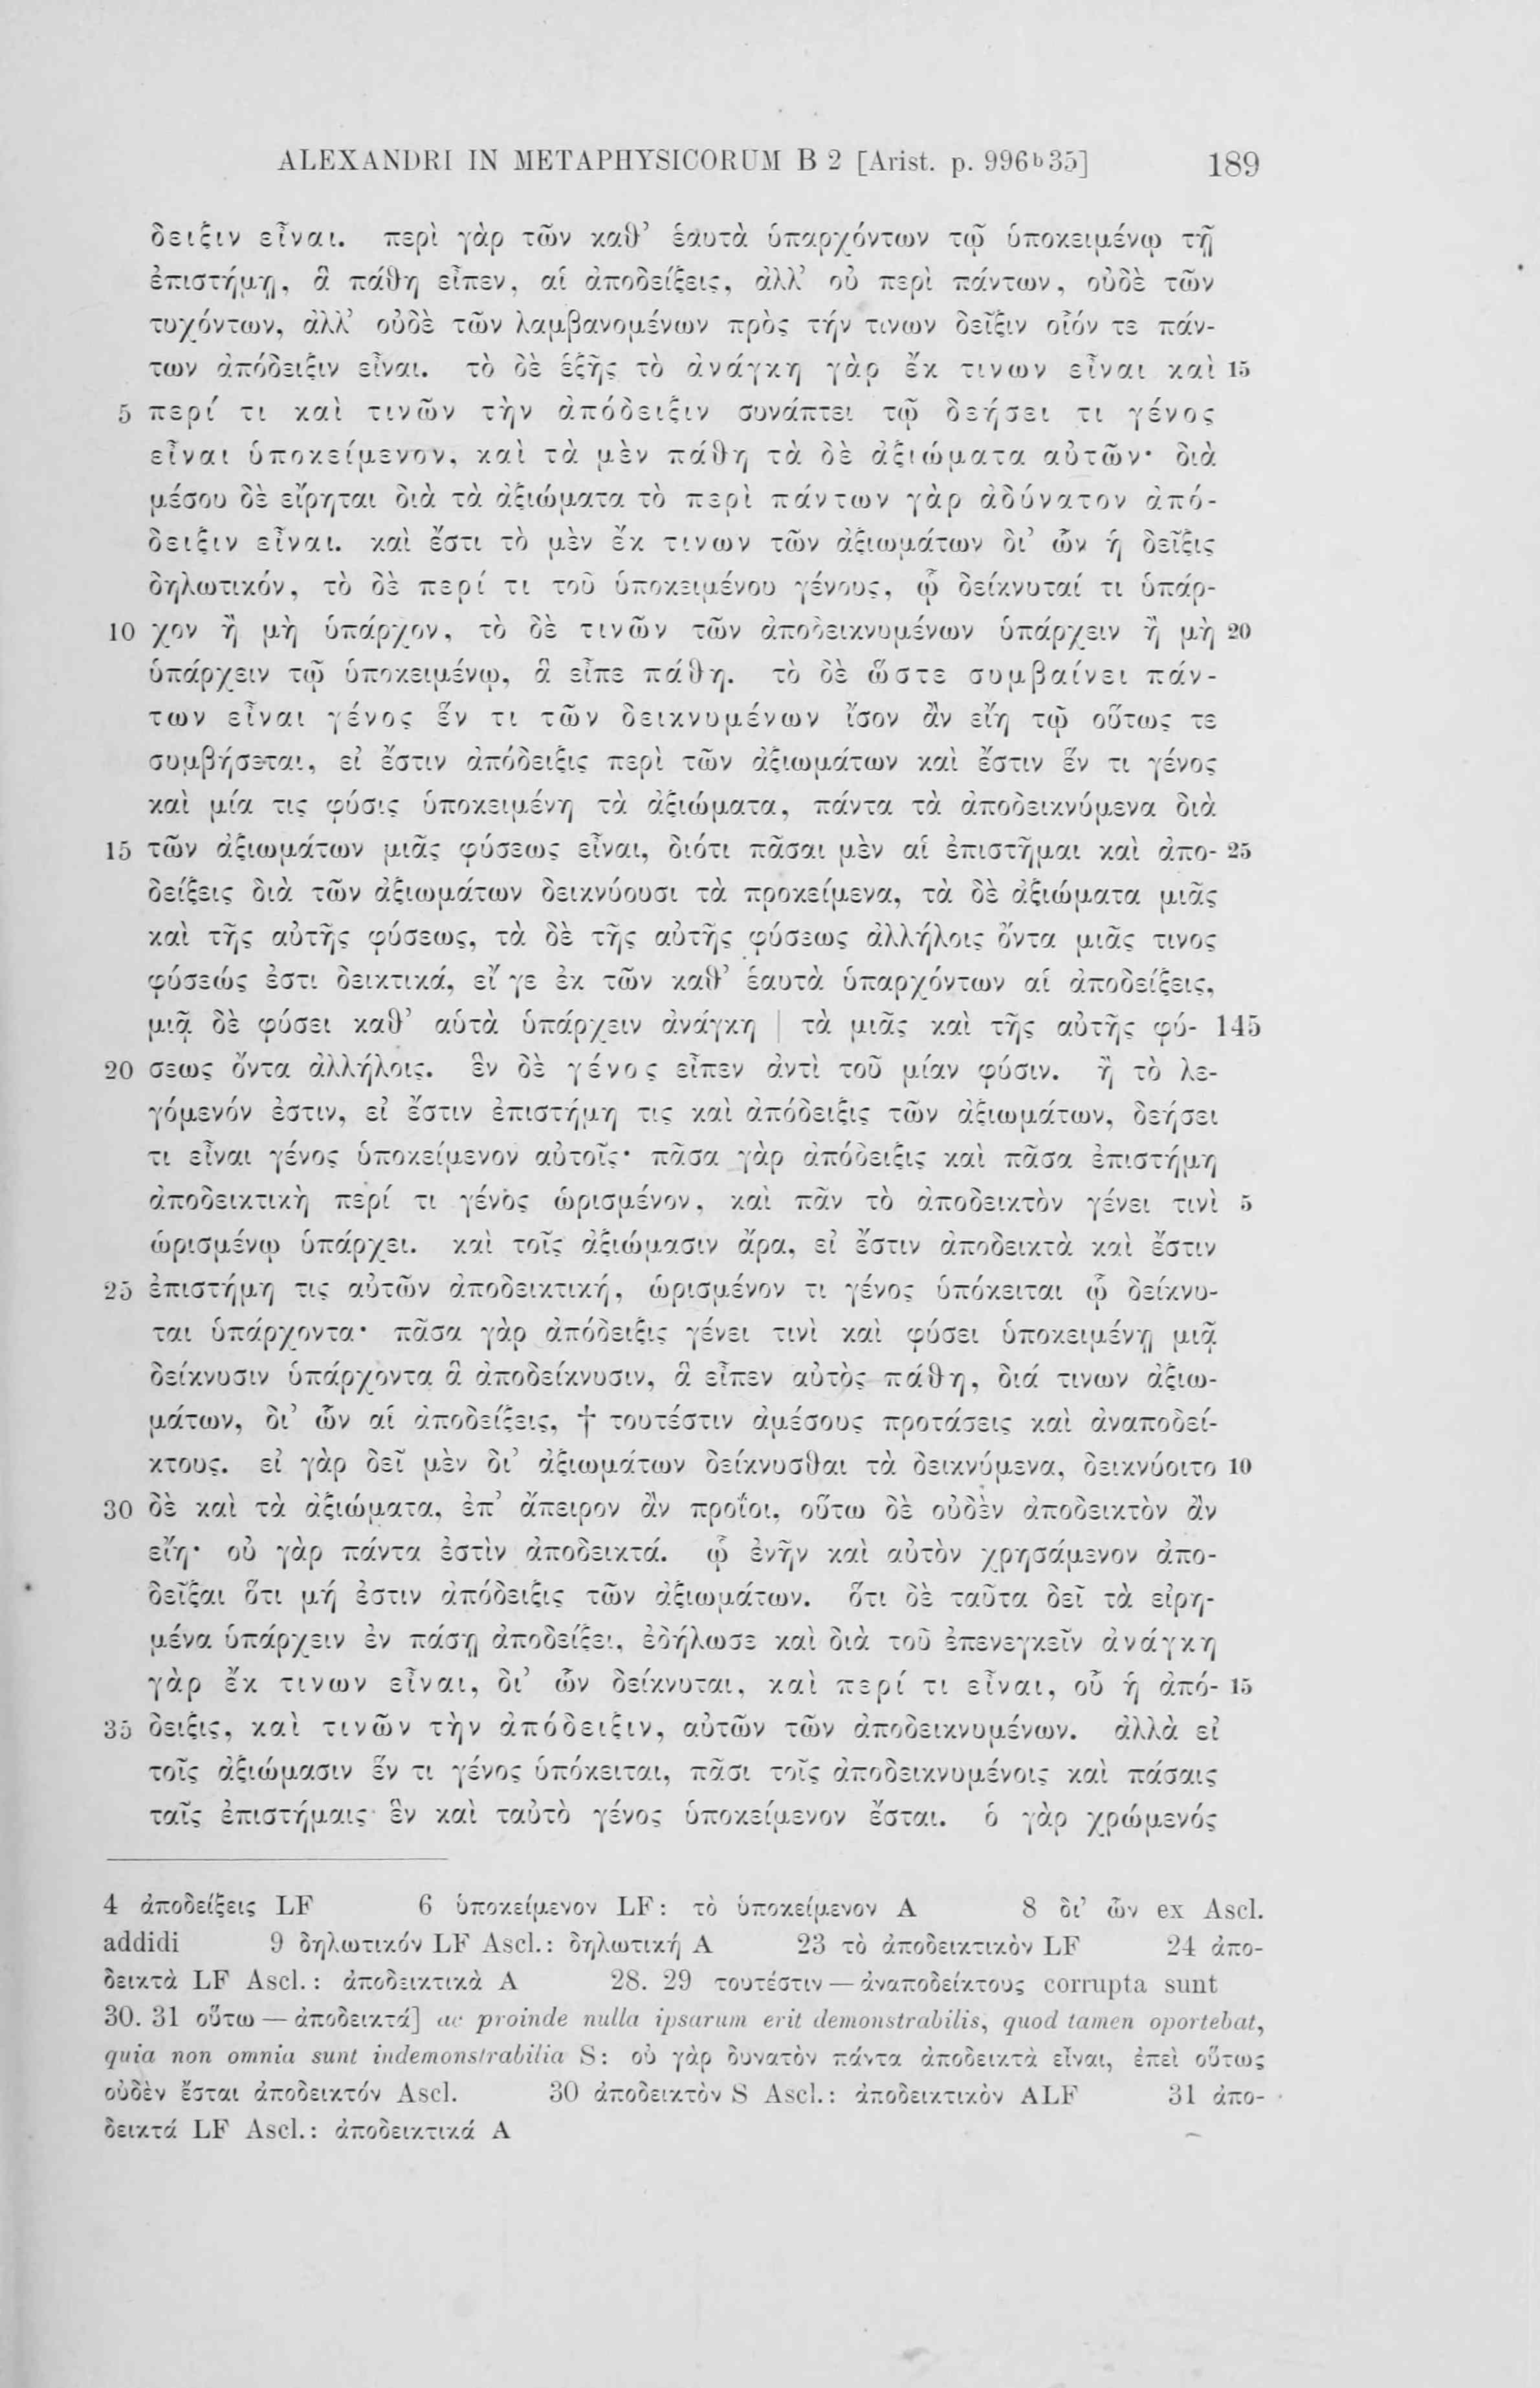 ALEXANDRI IN METAPHYSICORUM B 2 [Arist. p. 996b35] 189
δειξιν εἶναι. περὶ γὰρ τῶν καθ’ ἑαυτὰ ὑπαρχόντων τῷ ὑποκειμένῳ τῇ
ἐπιστήμῃ, ἃ πάθη εἶπεν, αἱ ἀποδείξεις, ἀλλ’ οὐ περὶ πάντων, οὐδὲ τῶν
τυχόντων, ἀλλ’ οὐδὲ τῶν λαμβανομένων πρὸς τήν τινων δεῖξιν οἷόν τε πάν-
των ἀπόδειξιν εἶναι. τὸ δὲ ἑξῆς τὸ ἀνάγκη γὰρ ἔκ τινων εἶναι καὶ 15
5 περί τι καὶ τινῶν τὴν ἀπόδειξιν συνάπτει τῷ δεήσει τι γένος
εἶναι ὑποκείμενον, καὶ τὰ μὲν πάθη τὰ δὲ ἀξιώματα αὐτῶν· διὰ
μέσου δὲ εἴρηται διὰ τὰ ἀξιώματα τὸ περὶ πάντων γὰρ ἀδύνατον ἀπό-
δειξιν εἶναι. καὶ ἔστι τὸ μὲν ἔκ τινων τῶν ἀξιωμάτων δι’ ὧν ἡ δεῖξις
δηλωτικόν, τὸ δὲ περί τι τοῦ ὑποκειμένου γένους, ᾧ δείκνυταί τι ὑπάρ-
10 χον ἢ μὴ ὑπάρχον, τὸ δὲ τινῶν τῶν ἀποδεικνυμένων ὑπάρχειν ἢ μὴ 20
ὑπάρχειν τῷ ὑποκειμένῳ, ἃ εἶπε πάθη. τὸ δὲ ὥστε συμβαίνει πάν-
των εἶναι γένος ἕν τι τῶν δεικνυμένων ἴσον ἂν εἴη τῷ οὕτως τε
συμβήσεται, εἰ ἔστιν ἀπόδειξις περὶ τῶν ἀξιωμάτων καὶ ἔστιν ἕν τι γένος
καὶ μία τις φύσις ὑποκειμένη τὰ ἀξιώματα, πάντα τὰ ἀποδεικνύμενα διὰ
15 τῶν ἀξιωμάτων μιᾶς φύσεως εἶναι, διότι πᾶσαι μὲν αἱ ἐπιστῆμαι καὶ ἀπο- 25
δείξεις διὰ τῶν ἀξιωμάτων δεικνύουσι τὰ προκείμενα, τὰ δὲ ἀξιώματα μιᾶς
καὶ τῆς αὐτῆς φύσεως, τὰ δὲ τῆς αὐτῆς φύσεως ἀλλήλοις ὄντα μιᾶς τινος
φύσεώς ἐστι δεικτικά, εἴ γε ἐκ τῶν καθ’ ἑαυτὰ ὑπαρχόντων αἱ ἀποδείξεις,
μιᾷ δὲ φύσει καθ’ αὑτὰ ὑπάρχειν ἀνάγκη | τὰ μιᾶς καὶ τῆς αὐτῆς φύ- 145
20 σεως ὄντα ἀλλήλοις. ἓν δὲ γένος εἶπεν ἀντὶ τοῦ μίαν φύσιν. ἢ τὸ λε-
γόμενόν ἐστιν, εἰ ἔστιν ἐπιστήμη τις καὶ ἀπόδειξις τῶν ἀξιωμάτων, δεήσει
τι εἶναι γένος ὑποκείμενον αὐτοῖς· πᾶσα γὰρ ἀπόδειξις καὶ πᾶσα ἐπιστήμη
ἀποδεικτικὴ περί τι γένος ὡρισμένον, καὶ πᾶν τὸ ἀποδεικτὸν γένει τινὶ 5
ὡρισμένῳ ὑπάρχει. καὶ τοῖς ἀξιώμασιν ἄρα, εἰ ἔστιν ἀποδεικτὰ καὶ ἔστιν
25 ἐπιστήμη τις αὐτῶν ἀποδεικτική, ὡρισμένον τι γένος ὑπόκειται ᾧ δείκνυ-
ται ὑπάρχοντα· πᾶσα γὰρ ἀπόδειξις γένει τινὶ καὶ φύσει ὑποκειμένῃ μιᾷ
δείκνυσιν ὑπάρχοντα ἃ ἀποδείκνυσιν, ἃ εἶπεν αὐτὸς πάθη, διά τινων ἀξιω-
μάτων, δι’ ὧν αἱ ἀποδείξεις, † τουτέστιν ἀμέσους προτάσεις καὶ ἀναποδεί-
κτους. εἰ γὰρ δεῖ μὲν δι’ ἀξιωμάτων δείκνυσθαι τὰ δεικνύμενα, δεικνύοιτο 10
30 δὲ καὶ τὰ ἀξιώματα, ἐπ’ ἄπειρον ἂν προΐοι, οὕτω δὲ οὐδὲν ἀποδεικτὸν ἂν
εἴη· οὐ γὰρ πάντα ἐστὶν ἀποδεικτά. ᾧ ἐνῆν καὶ αὐτὸν χρησάμενον ἀπο-
δεῖξαι ὅτι μή ἐστιν ἀπόδειξις τῶν ἀξιωμάτων. ὅτι δὲ ταῦτα δεῖ τὰ εἰρη-
μένα ὑπάρχειν ἐν πάσῃ ἀποδείξει, ἐδήλωσε καὶ διὰ τοῦ ἐπενεγκεῖν ἀνάγκη
γὰρ ἔκ τινων εἶναι, δι’ ὧν δείκνυται, καὶ περί τι εἶναι, οὗ ἡ ἀπό- 15
35 δειξις, καὶ τινῶν τὴν ἀπόδειξιν, αὐτῶν τῶν ἀποδεικνυμένων. ἀλλὰ εἰ
τοῖς ἀξιώμασιν ἕν τι γένος ὑπόκειται, πᾶσι τοῖς ἀποδεικνυμένοις καὶ πάσαις
ταῖς ἐπιστήμαις ἓν καὶ ταὐτὸ γένος ὑποκείμενον ἔσται. ὁ γὰρ χρώμενός
4 ἀποδείξεις LF 6 ὑποκείμενον LF: τὸ ὑποκείμενον A 8 δι’ ὧν ex Ascl.
addidi 9 δηλωτικόν LF Ascl.: δηλωτική A 23 τὸ ἀποδεικτικὸν LF 24 ἀπο-
δεικτὰ LF Ascl.: ἀποδεικτικὰ A 28. 29 τουτέστιν — ἀναποδείκτους corrupta sunt
30. 31 οὕτω — ἀποδεικτά] ac proinde nulla ipsarum erit demonstrabilis, quod tamen oportebat,
quia non omnia sunt indemonstrabilia S: οὐ γὰρ δυνατὸν πάντα ἀποδεικτὰ εἶναι, ἐπεὶ οὕτως
οὐδὲν ἔσται ἀποδεικτόν Ascl. 30 ἀποδεικτὸν S Ascl.: ἀποδεικτικὸν ALF 31 ἀπο-
δεικτά LF Ascl.: ἀποδεικτικά A